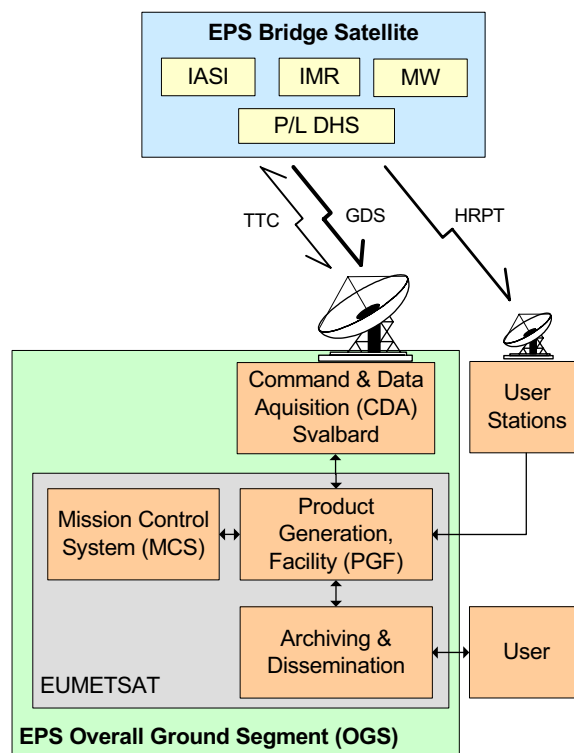 EPS Bridge Satellite
IASI
IMR
MW
P/L DHS
TTC
GDS
HRPT
Command & Data
Aquisition (CDA)
Svalbard
User
Stations
Mission Control
System (MCS)
Product
Generation,
Facility (PGF)
Archiving &
Dissemination
User
EUMETSAT
EPS Overall Ground Segment (OGS)